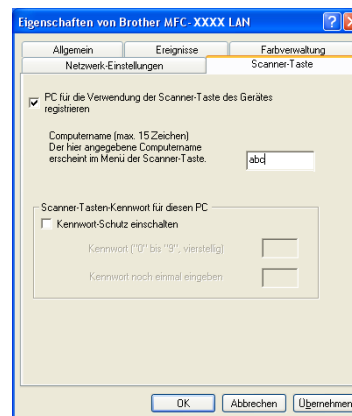 Eigenschaften von Brother MFC-XXXX LAN
Allgemein Ereignisse Farbverwaltung
Netzwerk-Einstellungen Scanner-Taste
PC für die Verwendung der Scanner-Taste des Gerätes
registrieren
Computername (max. 15 Zeichen)
Der hier angegebene Computername
erscheint im Menü der Scanner-Taste.
abc
Scanner-Tasten-Kennwort für diesen PC
Kennwort-Schutz einschalten
Kennwort ("0" bis "9", vierstellig)
Kennwort noch einmal eingeben
OK Abbrechen Übernehmen